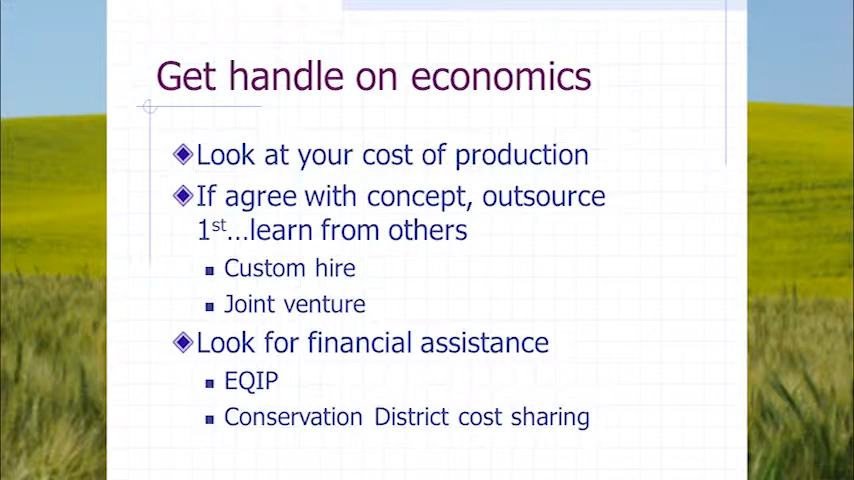 Get handle on economics
Look at your cost of production
If agree with concept, outsource
1st...learn from others
Custom hire
Joint venture
Look for financial assistance
EQIP
Conservation District cost sharing